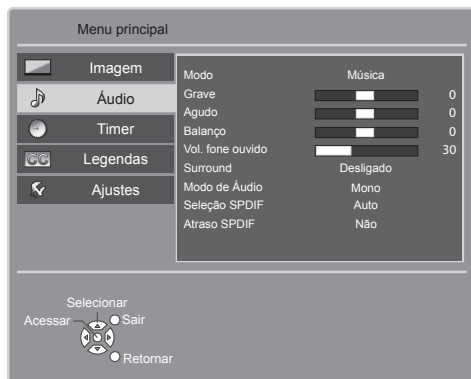 Menu principal
Imagem
Áudio
Timer
CC Legendas
Ajustes
Modo Música
Grave 0
Agudo 0
Balanço 0
Vol. fone ouvido 30
Surround Desligado
Modo de Áudio Mono
Seleção SPDIF Auto
Atraso SPDIF Não
Selecionar
Acessar Sair
Retornar